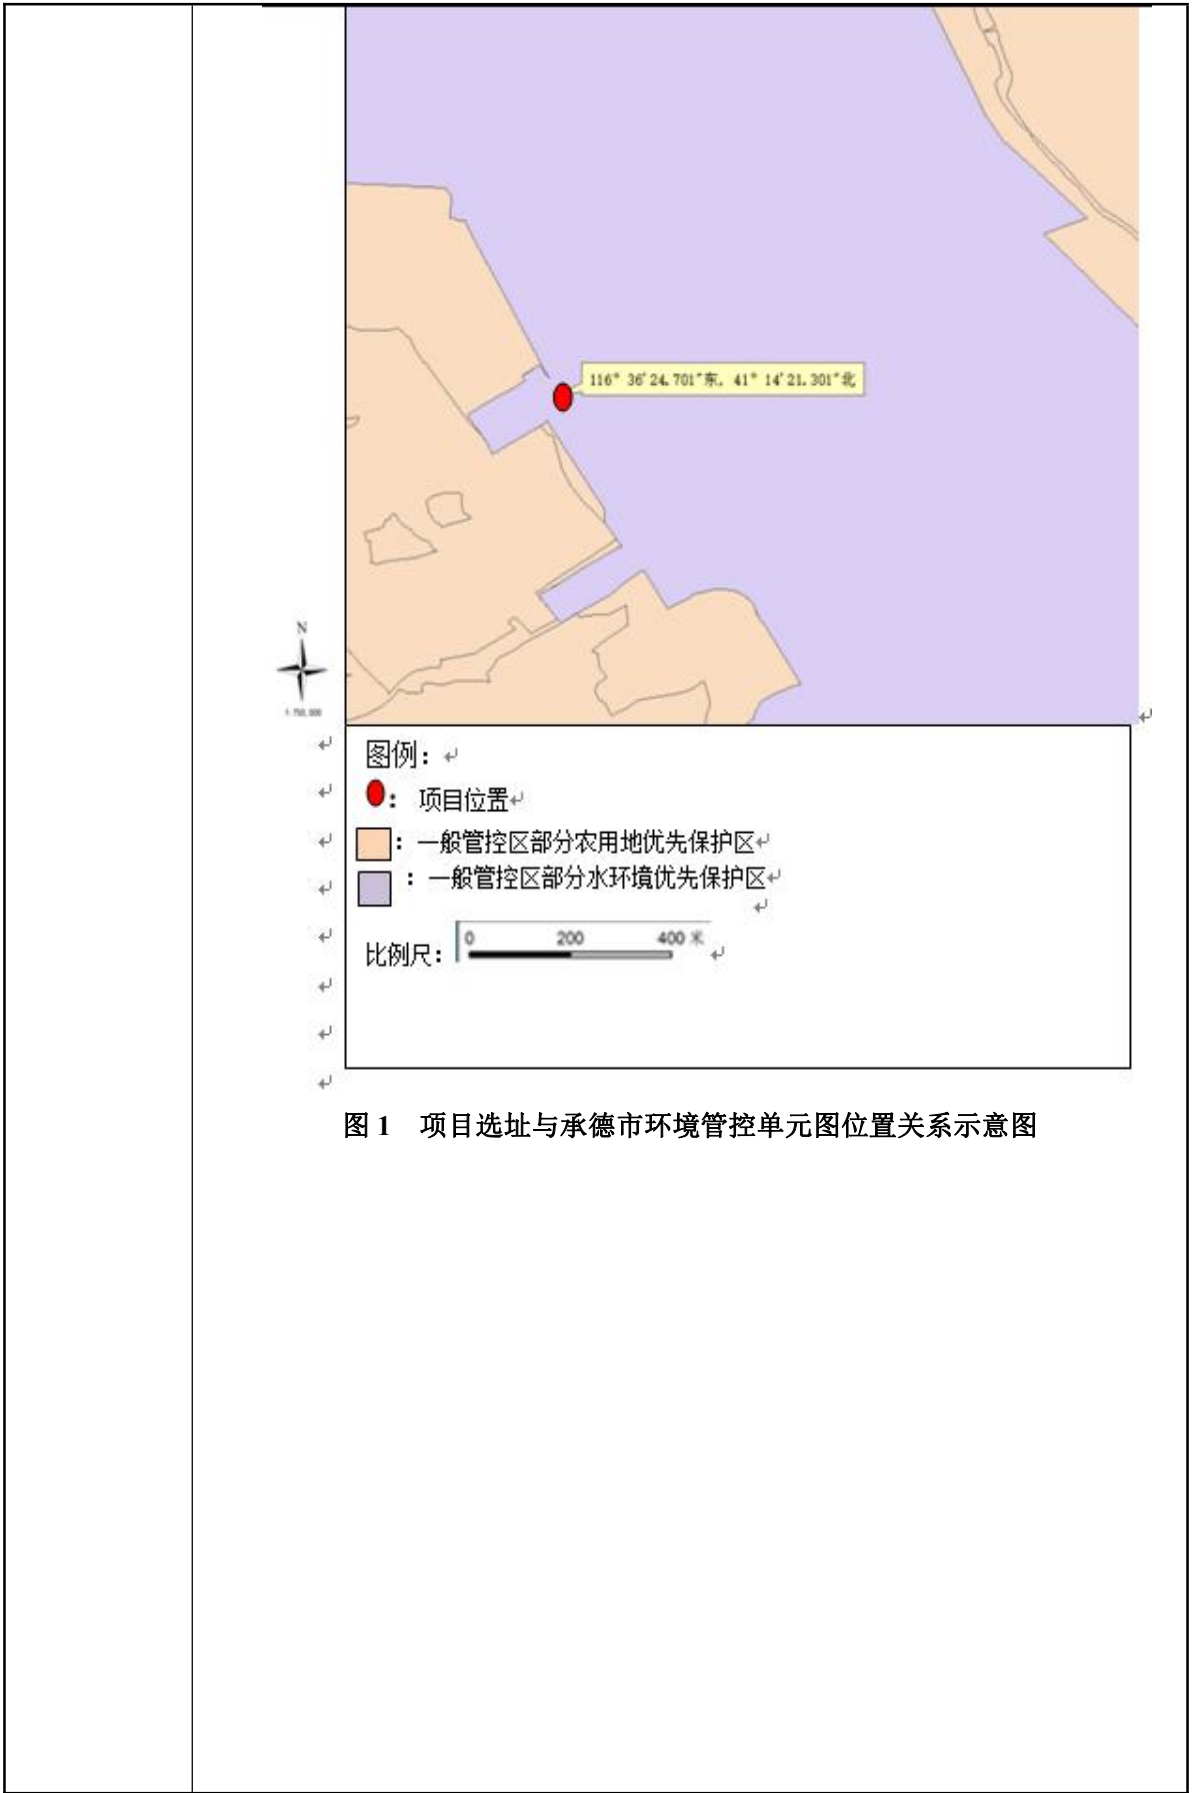 116° 36′24.701″东, 41° 14′21.301″北
N
图例：
： 项目位置
：一般管控区部分农用地优先保护区
：一般管控区部分水环境优先保护区
比例尺： 0 200 400 米
图 1 项目选址与承德市环境管控单元图位置关系示意图